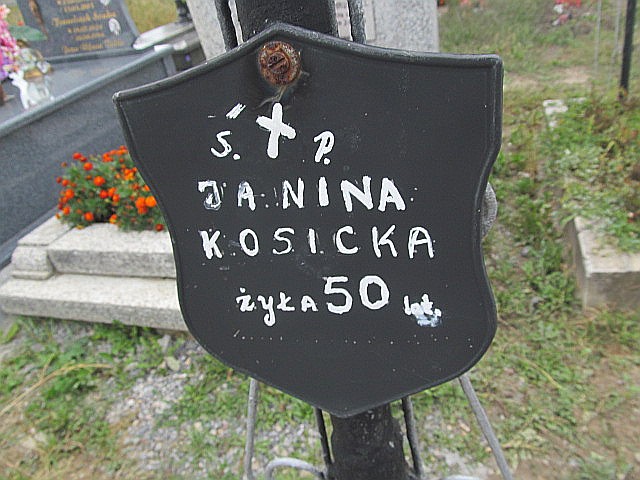 Ś. P.
JANINA
KOSICKA
żyŁA 50 lat.